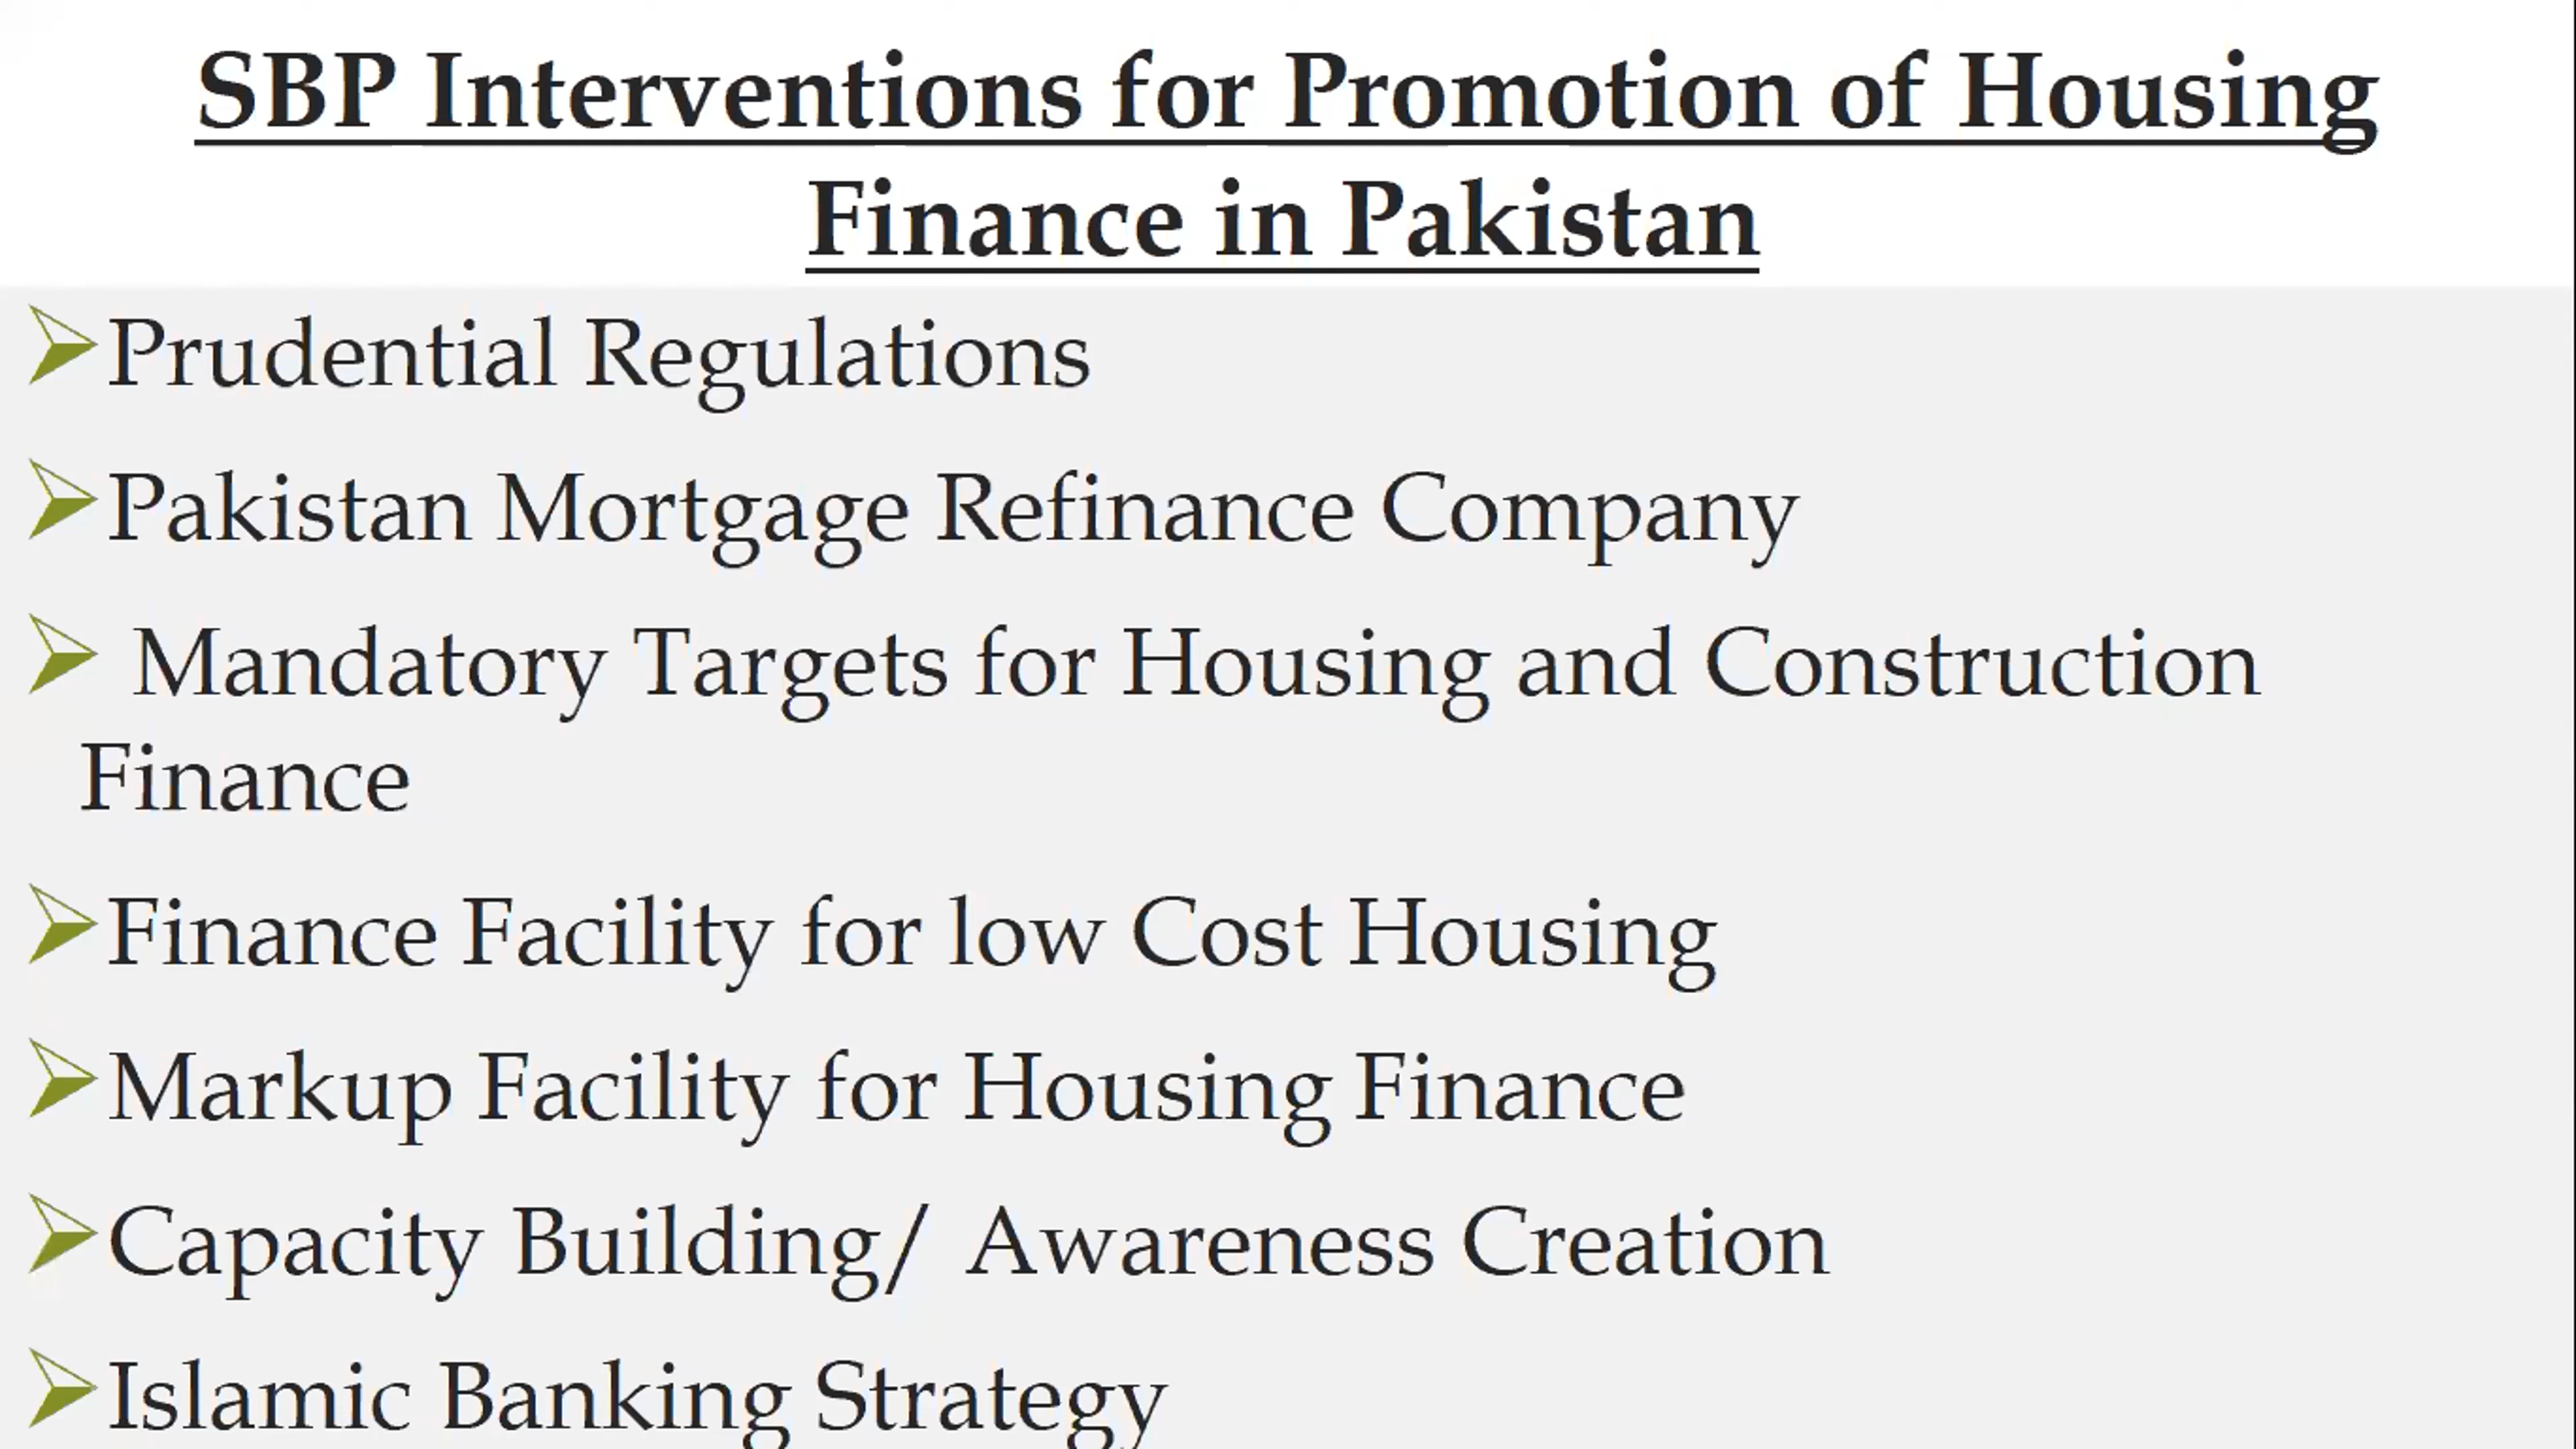 SBP Interventions for Promotion of Housing
Finance in Pakistan
Prudential Regulations
Pakistan Mortgage Refinance Company
Mandatory Targets for Housing and Construction
Finance
Finance Facility for low Cost Housing
Markup Facility for Housing Finance
Capacity Building/ Awareness Creation
Islamic Banking Strategy